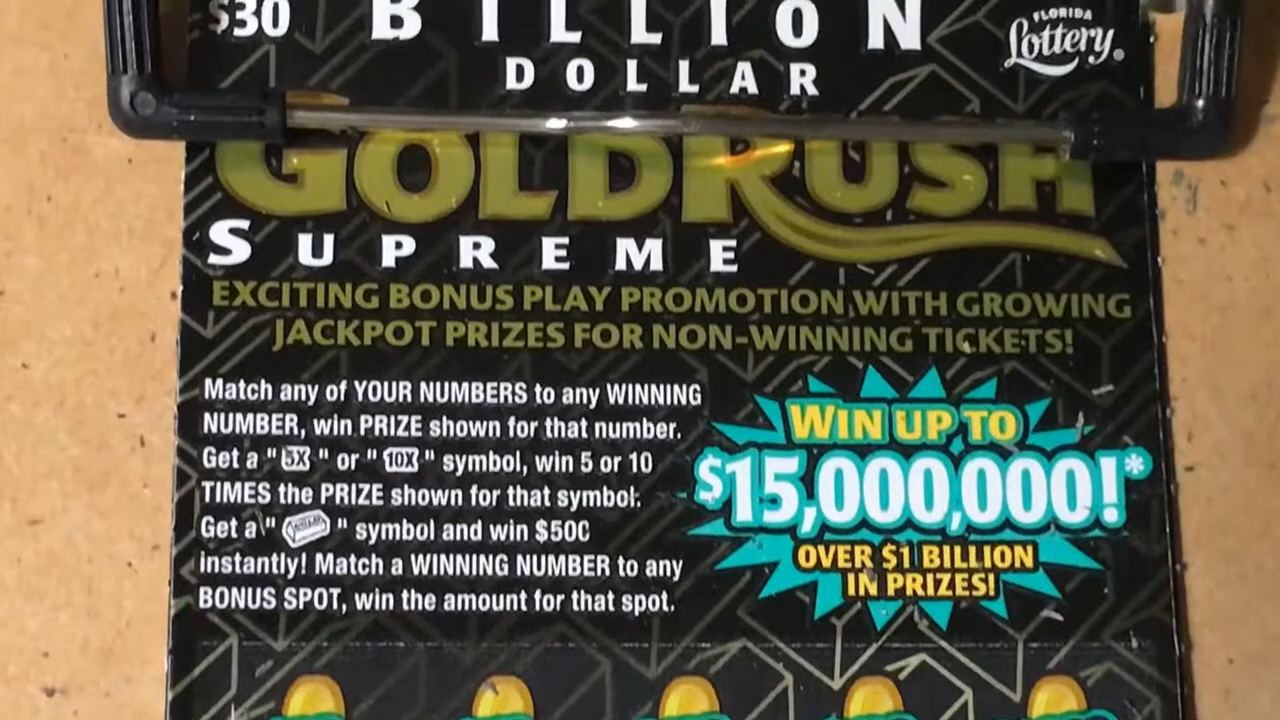 $30 BILLION
FLORIDA
Lottery®
DOLLAR
GOLD RUSH
SUPREME
EXCITING BONUS PLAY PROMOTION WITH GROWING
JACKPOT PRIZES FOR NON-WINNING TICKETS!
Match any of YOUR NUMBERS to any WINNING
NUMBER, win PRIZE shown for that number.
Get a "5X" or "10X" symbol, win 5 or 10
TIMES the PRIZE shown for that symbol.
Get a " " symbol and win $500
instantly! Match a WINNING NUMBER to any
BONUS SPOT, win the amount for that spot.
WIN UP TO
$15,000,000!*
OVER $1 BILLION
IN PRIZES!